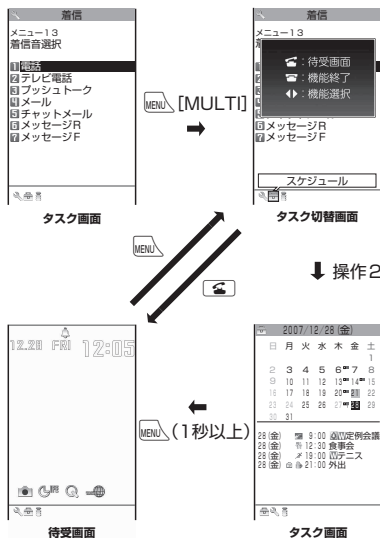 着信
メニュー13
着信音選択
1電話
2テレビ電話
3プッシュトーク
4メール
5チャットメール
6メッセージR
7メッセージF
タスク画面
MENU [MULTI]
着信
メニュー13
:待受画面
:機能終了
:機能選択
6メッセージR
7メッセージF
スケジュール
タスク切替画面
MENU
操作2
12.28 FRI 12:05
待受画面
MENU (1秒以上)
2007/12/28(金)
日 月 火 水 木 金 土
1
2 3 4 5 6 7 8
9 10 11 12 13 14 15
16 17 18 19 20 21 22
23 24 25 26 27 28 29
30 31
28(金) 9:00 定例会議
28(金) 12:30 食事会
28(金) 19:00 テニス
28(金) 21:00 外出
タスク画面